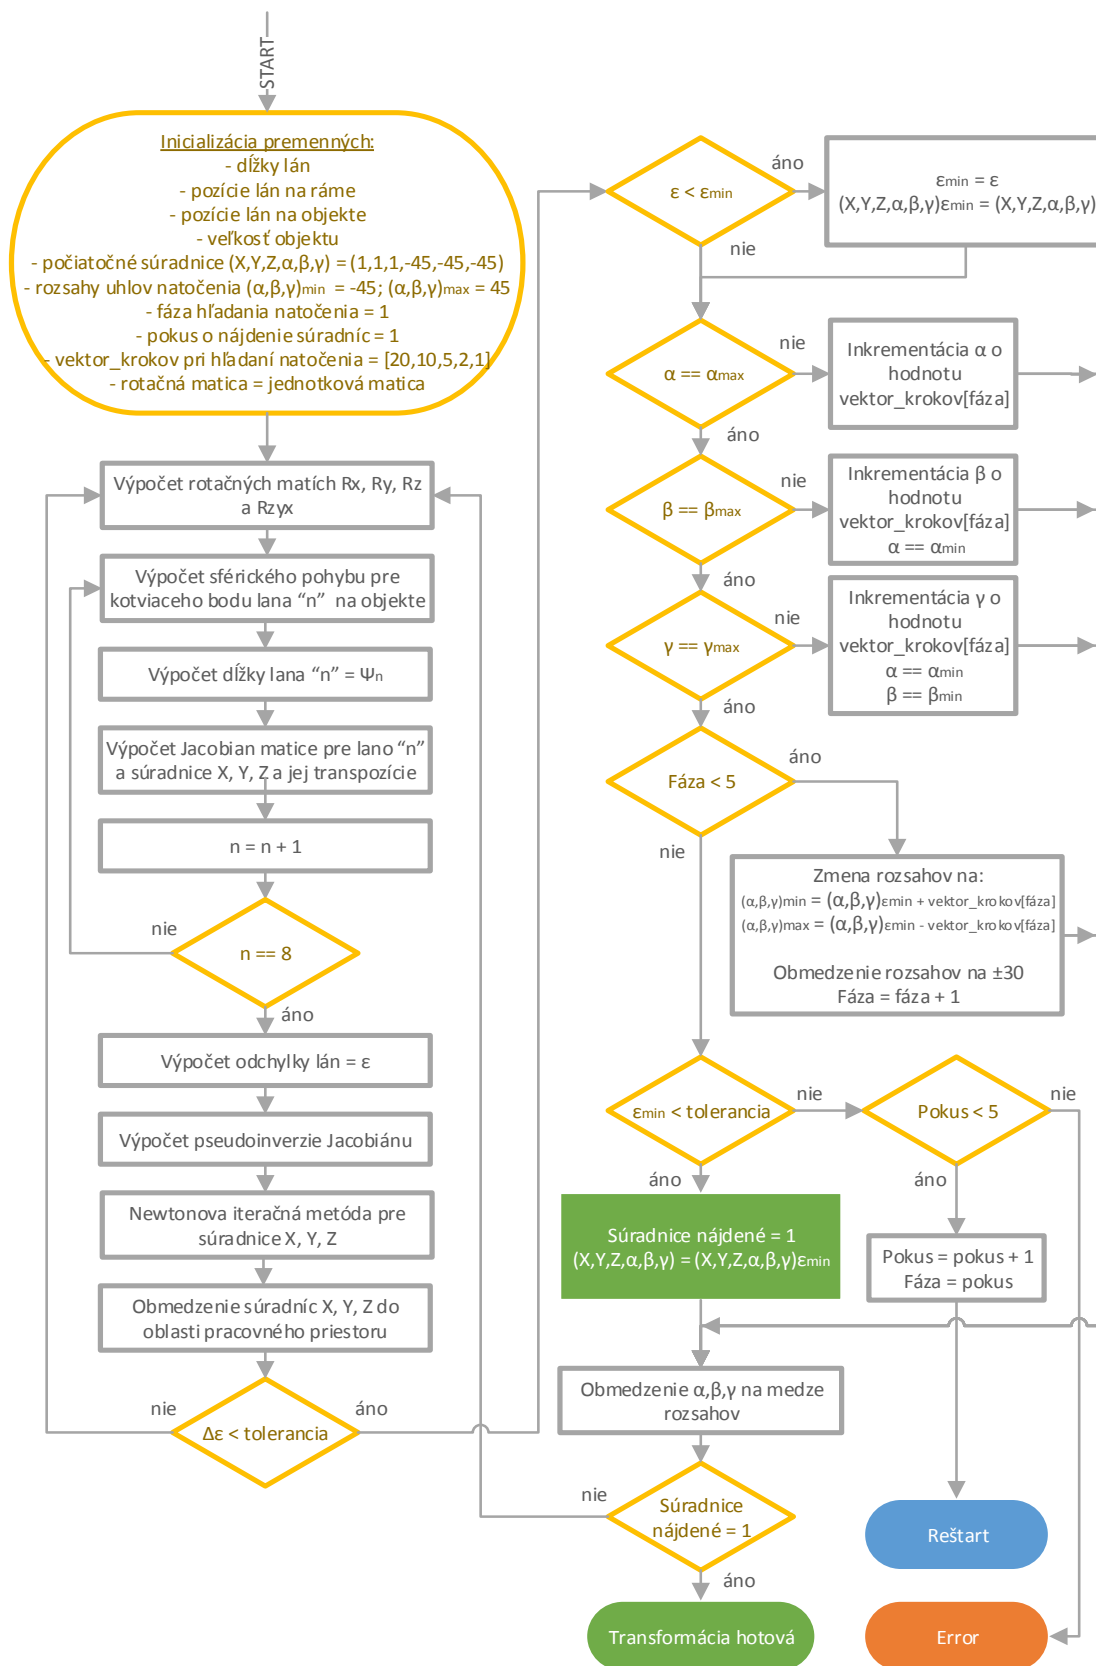 START
Inicializácia premenných:
- dĺžky lán
- pozície lán na ráme
- pozície lán na objekte
- veľkosť objektu
- počiatočné súradnice (X,Y,Z,α,β,γ) = (1,1,1,-45,-45,-45)
- rozsahy uhlov natočenia (α,β,γ)min = -45; (α,β,γ)max = 45
- fáza hľadania natočenia = 1
- pokus o nájdenie súradníc = 1
- vektor_krokov pri hľadaní natočenia = [20,10,5,2,1]
- rotačná matica = jednotková matica
Výpočet rotačných matích Rx, Ry, Rz
a Rzyx
Výpočet sférického pohybu pre
kotviaceho bodu lana “n” na objekte
Výpočet dĺžky lana “n” = Ψn
Výpočet Jacobian matice pre lano “n”
a súradnice X, Y, Z a jej transpozície
n = n + 1
nie
n == 8
áno
Výpočet odchylky lán = ε
Výpočet pseudoinverzie Jacobiánu
Newtonova iteračná metóda pre
súradnice X, Y, Z
Obmedzenie súradníc X, Y, Z do
oblasti pracovného priestoru
nie
áno
Δε < tolerancia
ε < εmin
áno
nie
εmin = ε
(X,Y,Z,α,β,γ)εmin = (X,Y,Z,α,β,γ)
α == αmax
nie
áno
Inkrementácia α o
hodnotu
vektor_krokov[fáza]
β == βmax
nie
áno
Inkrementácia β o
hodnotu
vektor_krokov[fáza]
α == αmin
γ == γmax
nie
áno
Inkrementácia γ o
hodnotu
vektor_krokov[fáza]
α == αmin
β == βmin
Fáza < 5
áno
nie
Zmena rozsahov na:
(α,β,γ)min = (α,β,γ)εmin + vektor_krokov[fáza]
(α,β,γ)max = (α,β,γ)εmin - vektor_krokov[fáza]
Obmedzenie rozsahov na ±30
Fáza = fáza + 1
εmin < tolerancia
nie
áno
Pokus < 5
nie
áno
Súradnice nájdené = 1
(X,Y,Z,α,β,γ) = (X,Y,Z,α,β,γ)εmin
Pokus = pokus + 1
Fáza = pokus
Obmedzenie α,β,γ na medze
rozsahov
nie
Súradnice
nájdené = 1
áno
Reštart
Transformácia hotová
Error